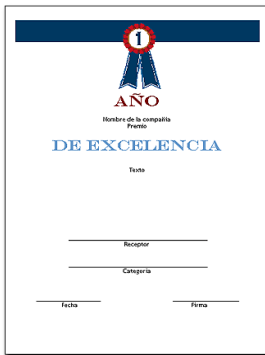 1
AÑO
Nombre de la compañía
Premio
DE EXCELENCIA
Texto
Receptor
Categoría
Fecha Firma